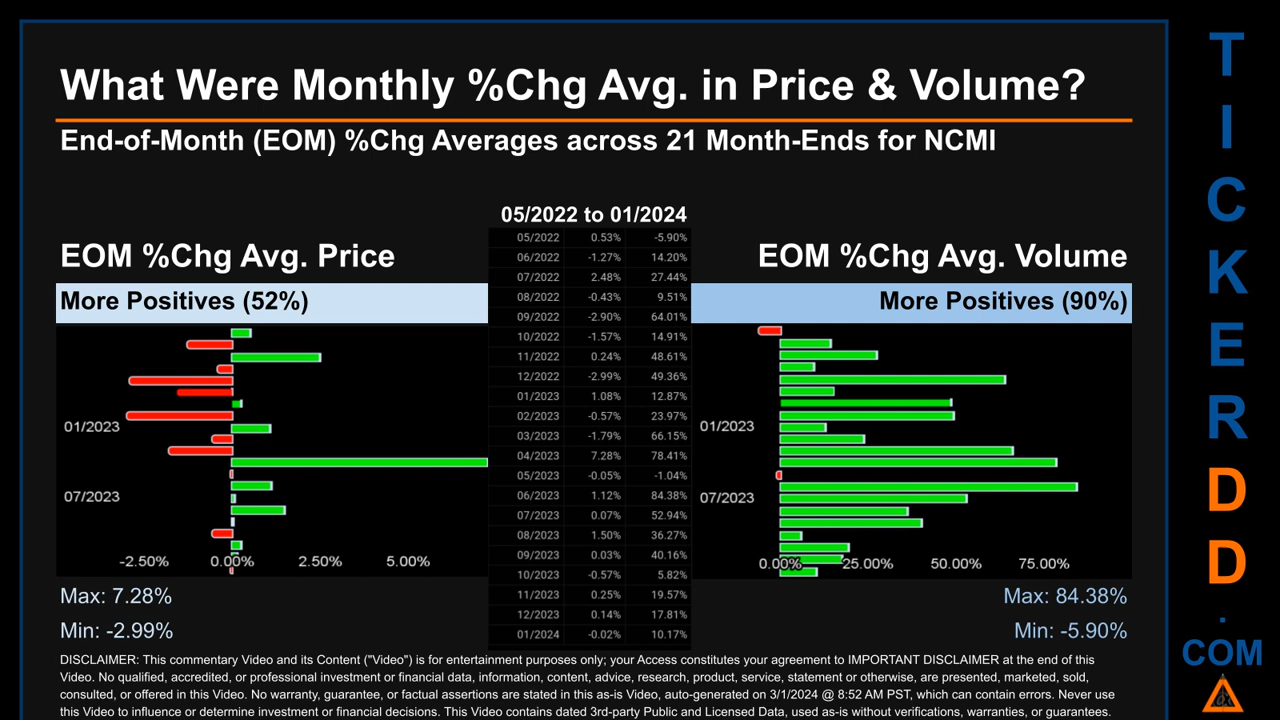 What Were Monthly %Chg Avg. in Price & Volume?
End-of-Month (EOM) %Chg Averages across 21 Month-Ends for NCMI
05/2022 to 01/2024
EOM %Chg Avg. Price
EOM %Chg Avg. Volume
More Positives (52%)
More Positives (90%)
05/2022 0.53% -5.90%
06/2022 -1.27% 14.20%
07/2022 2.48% 27.44%
08/2022 -0.43% 9.51%
09/2022 -2.90% 64.01%
10/2022 -1.57% 14.91%
11/2022 0.24% 48.61%
12/2022 -2.99% 49.36%
01/2023 1.08% 12.87%
02/2023 -0.57% 23.97%
03/2023 -1.79% 66.15%
04/2023 7.28% 78.41%
05/2023 -0.05% -1.04%
06/2023 1.12% 84.38%
07/2023 0.07% 52.94%
08/2023 1.50% 36.27%
09/2023 0.03% 40.16%
10/2023 -0.57% 5.82%
11/2023 0.25% 19.57%
12/2023 0.14% 17.81%
01/2024 -0.02% 10.17%
01/2023
07/2023
-2.50% 0.00% 2.50% 5.00%
01/2023
07/2023
0.00% 25.00% 50.00% 75.00%
Max: 7.28%
Min: -2.99%
Max: 84.38%
Min: -5.90%
DISCLAIMER: This commentary Video and its Content ("Video") is for entertainment purposes only; your Access constitutes your agreement to IMPORTANT DISCLAIMER at the end of this
Video. No qualified, accredited, or professional investment or financial data, information, content, advice, research, product, service, statement or otherwise, are presented, marketed, sold,
consulted, or offered in this Video. No warranty, guarantee, or factual assertions are stated in this as-is Video, auto-generated on 3/1/2024 @ 8:52 AM PST, which can contain errors. Never use
this Video to influence or determine investment or financial decisions. This Video contains dated 3rd-party Public and Licensed Data, used as-is without verifications, warranties, or guarantees.
T
I
C
K
E
R
D
D
.
COM